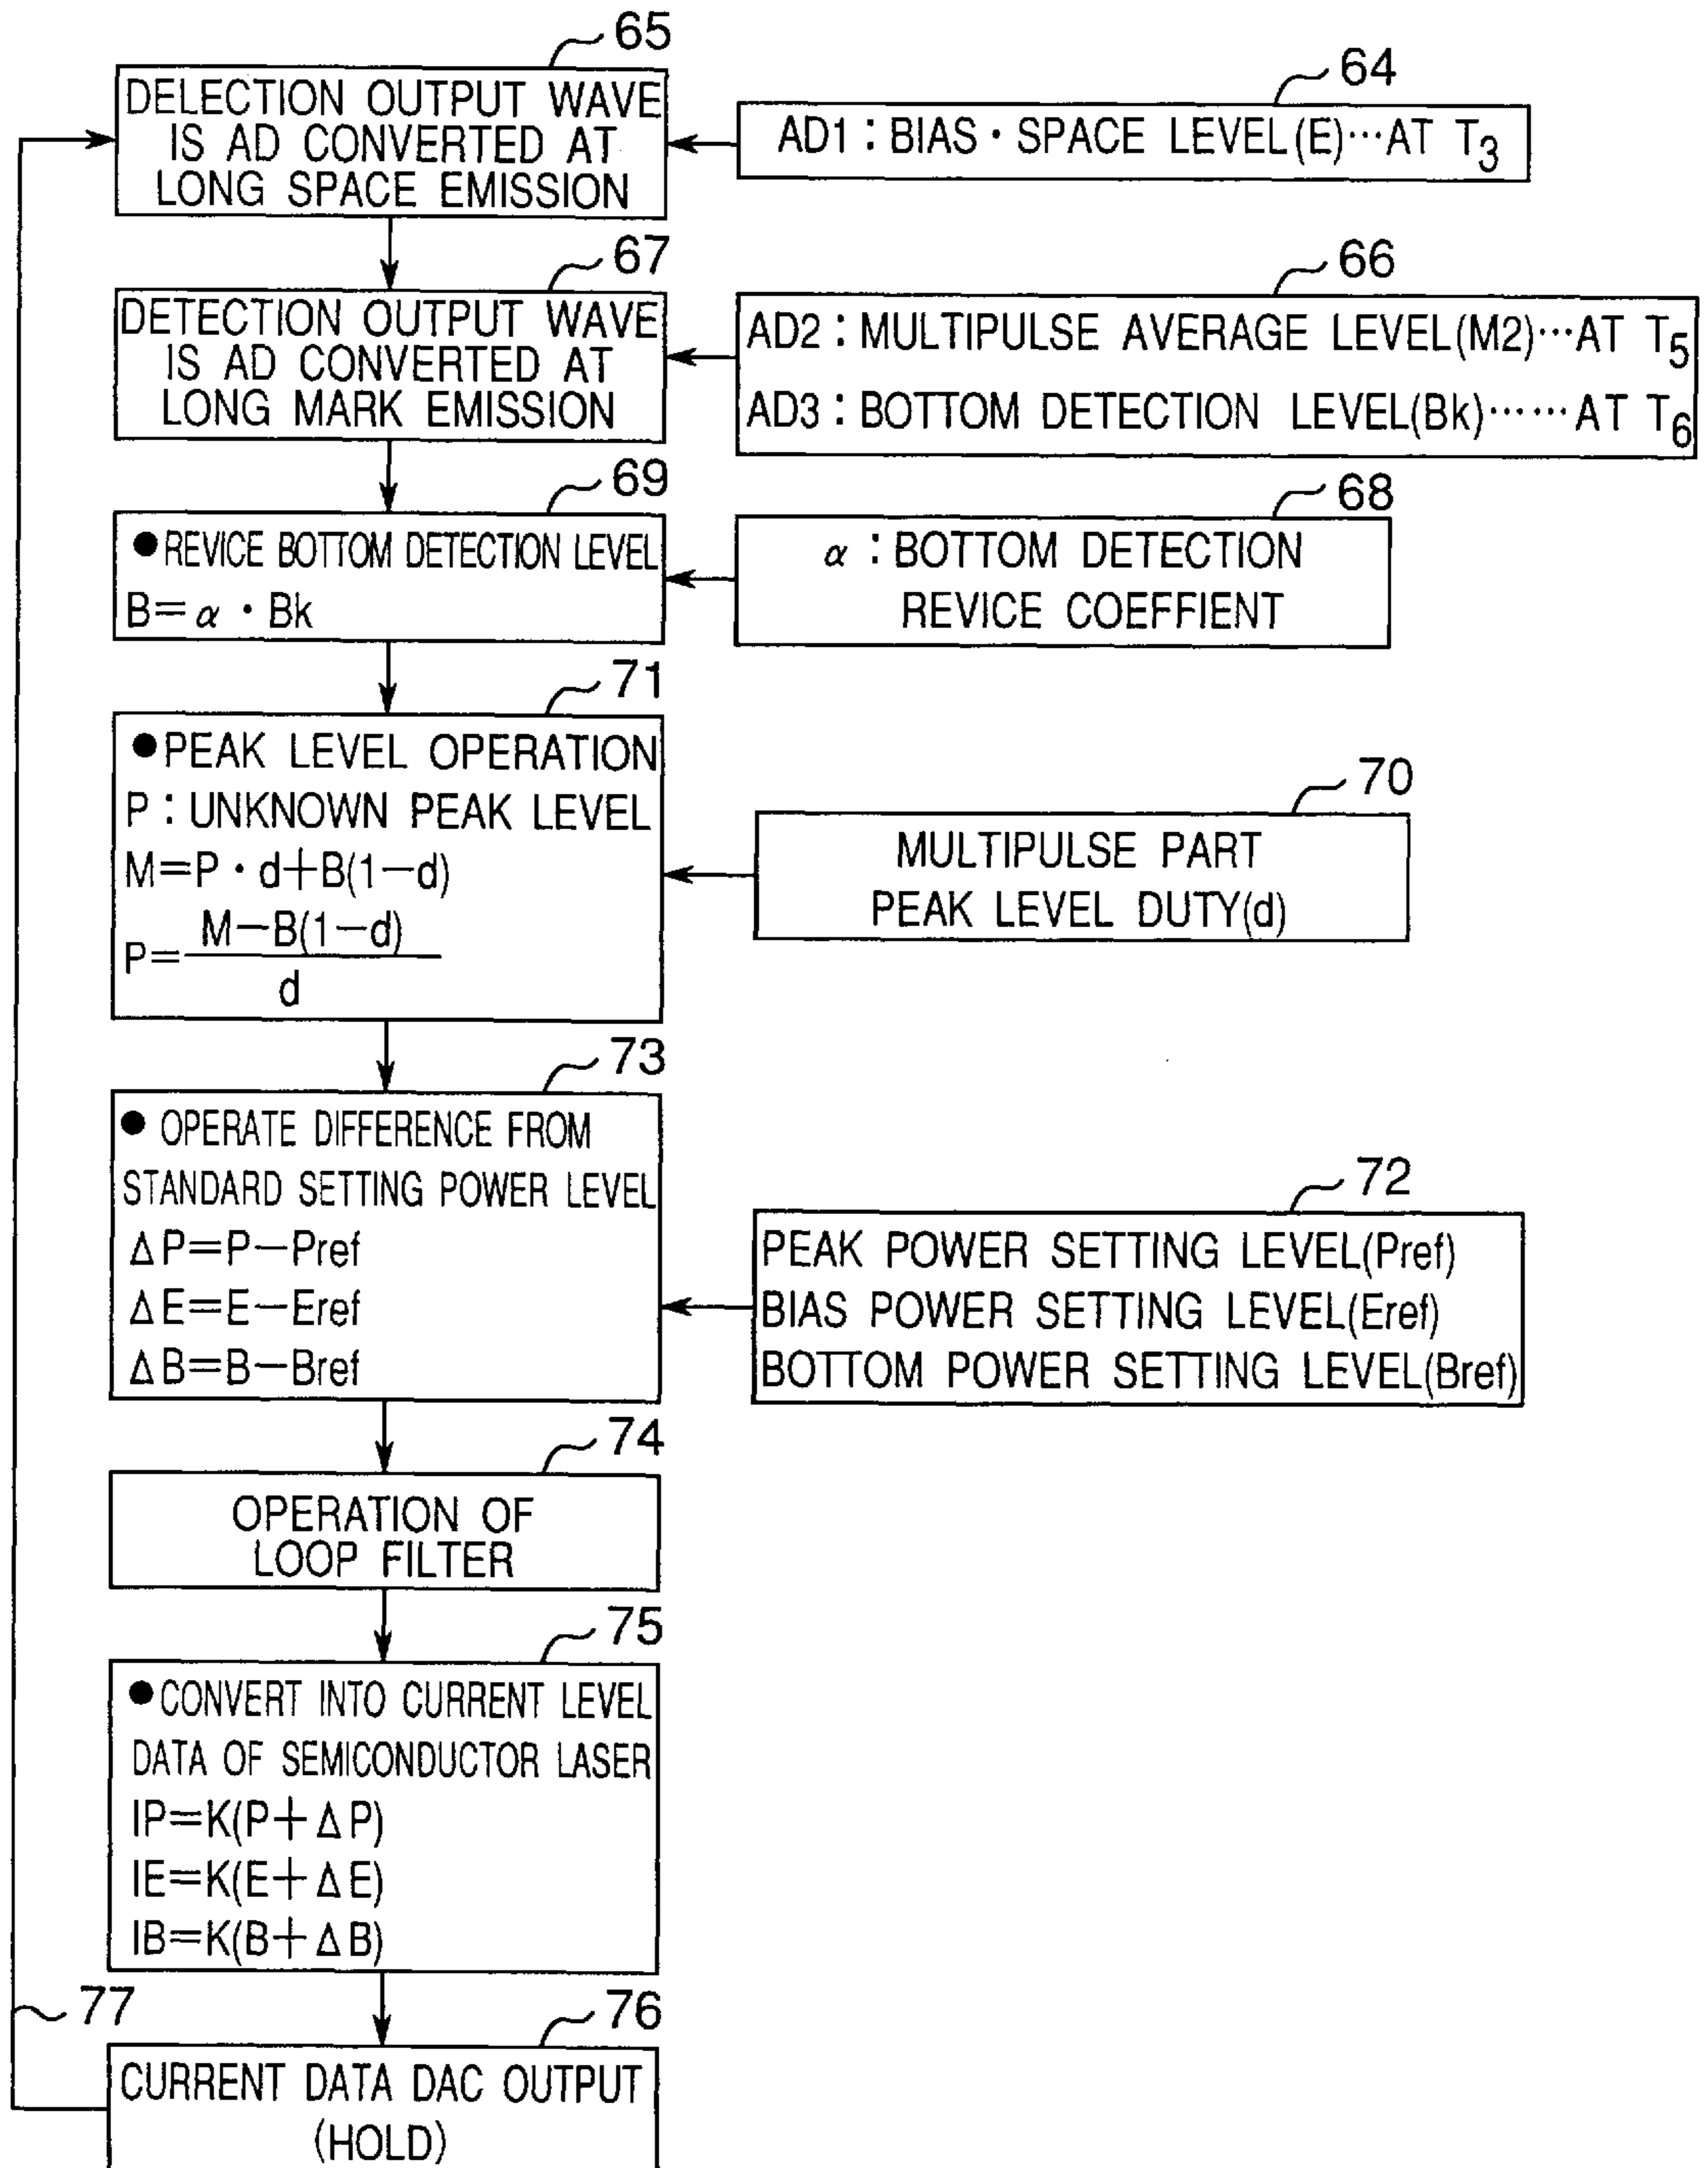 65
DELECTION OUTPUT WAVE
IS AD CONVERTED AT
LONG SPACE EMISSION
64
AD1 : BIAS・SPACE LEVEL(E)…AT T3
67
DETECTION OUTPUT WAVE
IS AD CONVERTED AT
LONG MARK EMISSION
66
AD2 : MULTIPULSE AVERAGE LEVEL(M2)…AT T5
AD3 : BOTTOM DETECTION LEVEL(Bk)……AT T6
69
●REVICE BOTTOM DETECTION LEVEL
B=α・Bk
68
α : BOTTOM DETECTION
REVICE COEFFIENT
71
●PEAK LEVEL OPERATION
P : UNKNOWN PEAK LEVEL
M=P・d+B(1−d)
P=M−B(1−d)
d
70
MULTIPULSE PART
PEAK LEVEL DUTY(d)
73
● OPERATE DIFFERENCE FROM
STANDARD SETTING POWER LEVEL
ΔP=P−Pref
ΔE=E−Eref
ΔB=B−Bref
72
PEAK POWER SETTING LEVEL(Pref)
BIAS POWER SETTING LEVEL(Eref)
BOTTOM POWER SETTING LEVEL(Bref)
74
OPERATION OF
LOOP FILTER
75
●CONVERT INTO CURRENT LEVEL
DATA OF SEMICONDUCTOR LASER
IP=K(P+ΔP)
IE=K(E+ΔE)
IB=K(B+ΔB)
77
76
CURRENT DATA DAC OUTPUT
(HOLD)